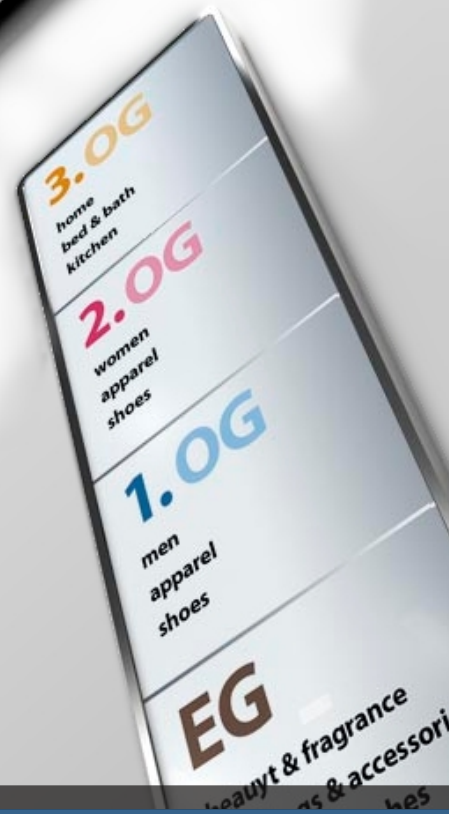 3.OG
home
bed & bath
kitchen
2.OG
women
apparel
shoes
1.OG
men
apparel
shoes
EG
beauyt & fragrance
& accessori